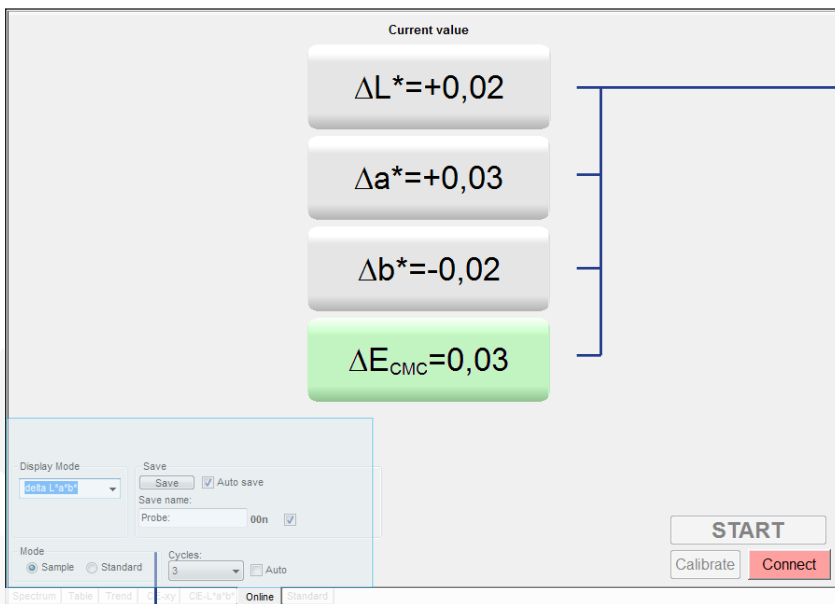 Current value
ΔL*=+0,02
Δa*=+0,03
Δb*=-0,02
ΔECMC=0,03
Display Mode
delta L*a*b*
Save
Save
Auto save
Save name:
Probe:
00n
Mode
Sample
Standard
Cycles:
3
Auto
START
Calibrate
Connect
Spectrum
Table
Trend
CIE-L*a*b*
Online
Standard